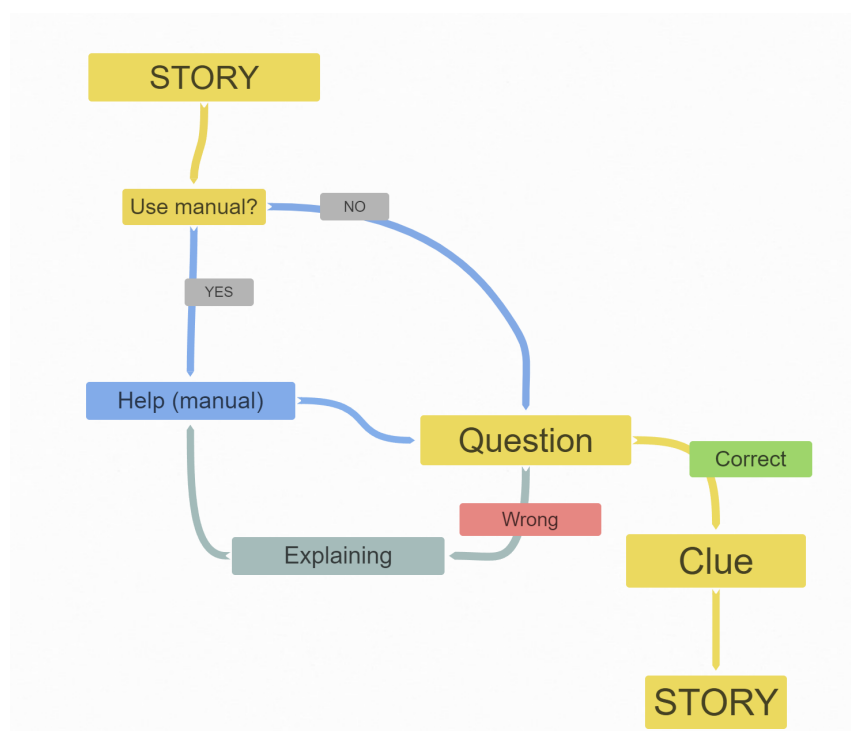 STORY
Use manual?
NO
YES
Help (manual)
Question
Correct
Wrong
Explaining
Clue
STORY